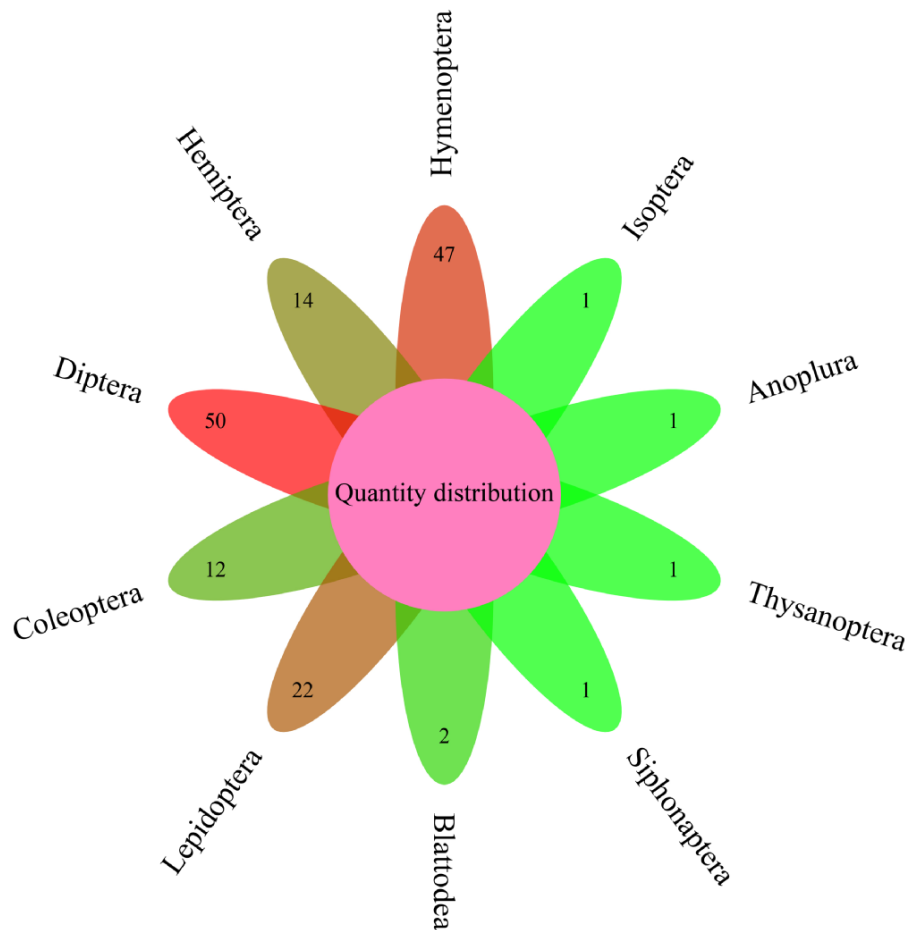 Hymenoptera
47
Isoptera
1
Anoplura
1
Thysanoptera
1
Siphonaptera
1
Blattodea
2
Lepidoptera
22
Coleoptera
12
Diptera
50
Hemiptera
14
Quantity distribution